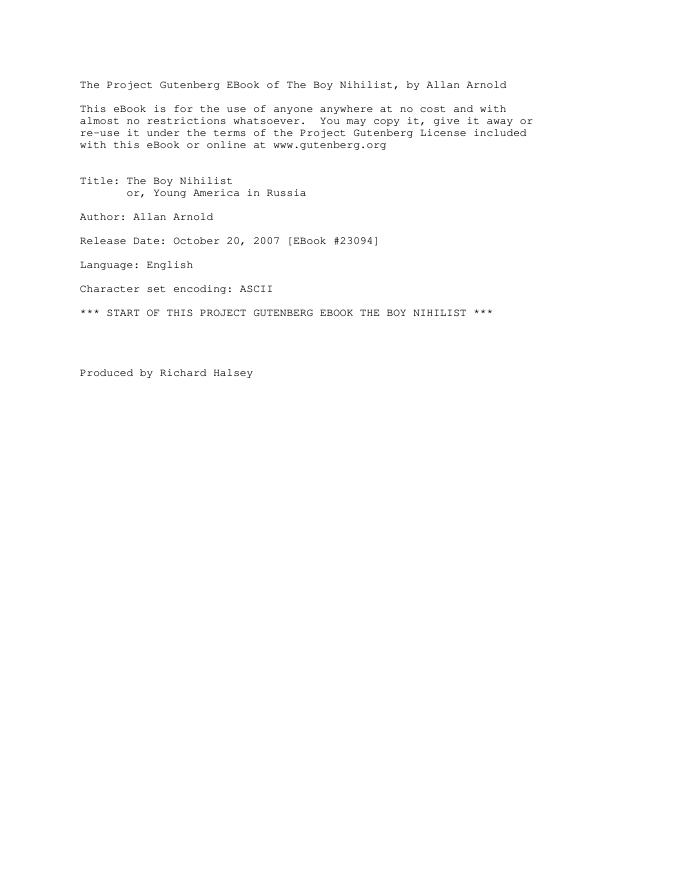 The Project Gutenberg EBook of The Boy Nihilist, by Allan Arnold
This eBook is for the use of anyone anywhere at no cost and with
almost no restrictions whatsoever.  You may copy it, give it away or
re-use it under the terms of the Project Gutenberg License included
with this eBook or online at www.gutenberg.org
Title: The Boy Nihilist
or, Young America in Russia
Author: Allan Arnold
Release Date: October 20, 2007 [EBook #23094]
Language: English
Character set encoding: ASCII
*** START OF THIS PROJECT GUTENBERG EBOOK THE BOY NIHILIST ***
Produced by Richard Halsey